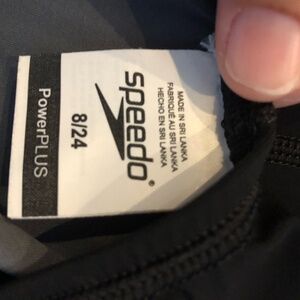 MADE IN SRI LANKA
FABRIQUÉ AU SRI LANKA
HECHO EN SRI LANKA
speedo®
8/24
PowerPLUS